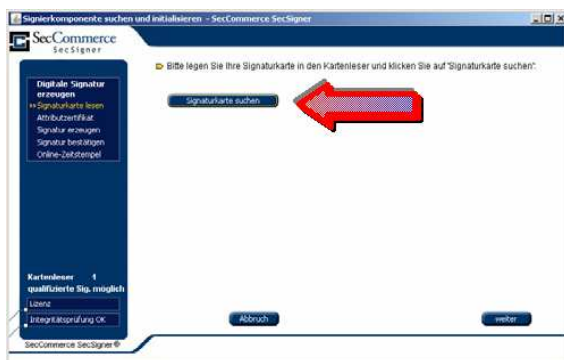 Signierkomponente suchen und initialisieren - SecCommerce SecSigner
SecCommerce
SecSigner
Bitte legen Sie Ihre Signaturkarte in den Kartenleser und klicken Sie auf "Signaturkarte suchen".
Signaturkarte suchen
Digitale Signatur
erzeugen
Signaturkarte lesen
Attributzertifikat
Signatur erzeugen
Signatur bestätigen
Online-Zeitstempel
Kartenleser 1
qualifizierte Sig. möglich
Lizenz
Integritätsprüfung OK
Abbruch
weiter
SecCommerce SecSigner®